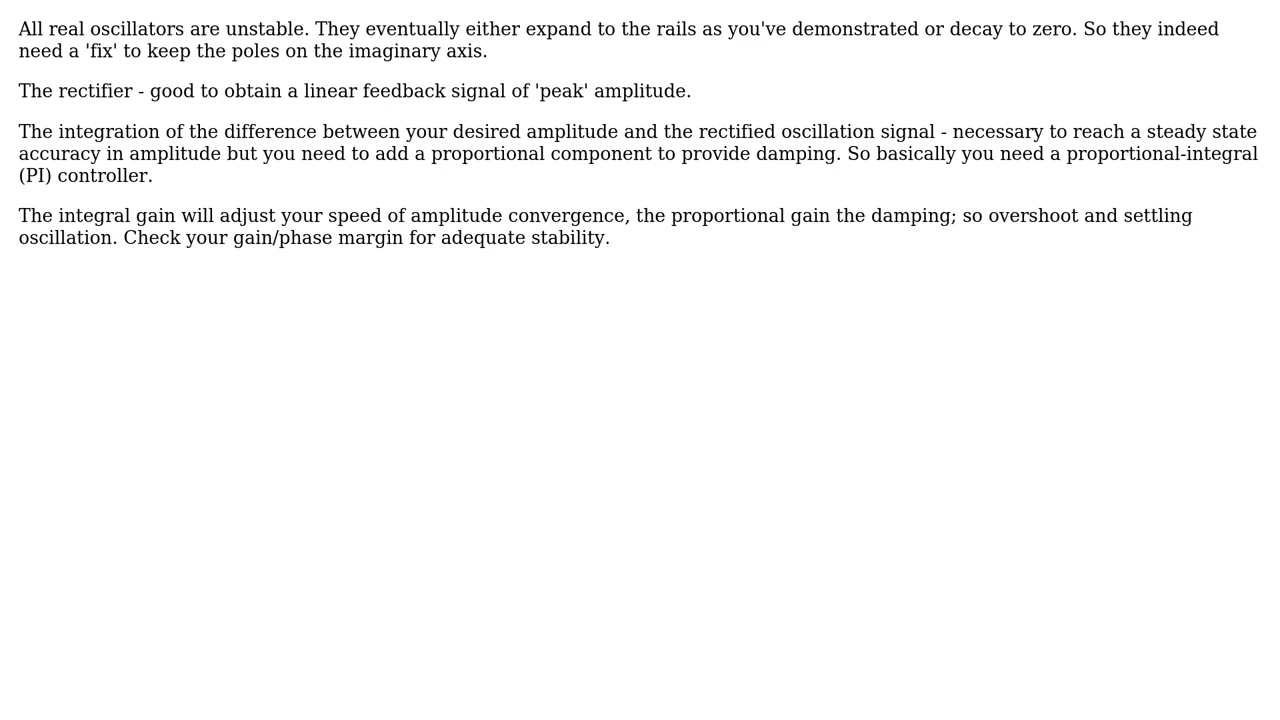 All real oscillators are unstable. They eventually either expand to the rails as you've demonstrated or decay to zero. So they indeed
need a 'fix' to keep the poles on the imaginary axis.
The rectifier - good to obtain a linear feedback signal of 'peak' amplitude.
The integration of the difference between your desired amplitude and the rectified oscillation signal - necessary to reach a steady state
accuracy in amplitude but you need to add a proportional component to provide damping. So basically you need a proportional-integral
(PI) controller.
The integral gain will adjust your speed of amplitude convergence, the proportional gain the damping; so overshoot and settling
oscillation. Check your gain/phase margin for adequate stability.